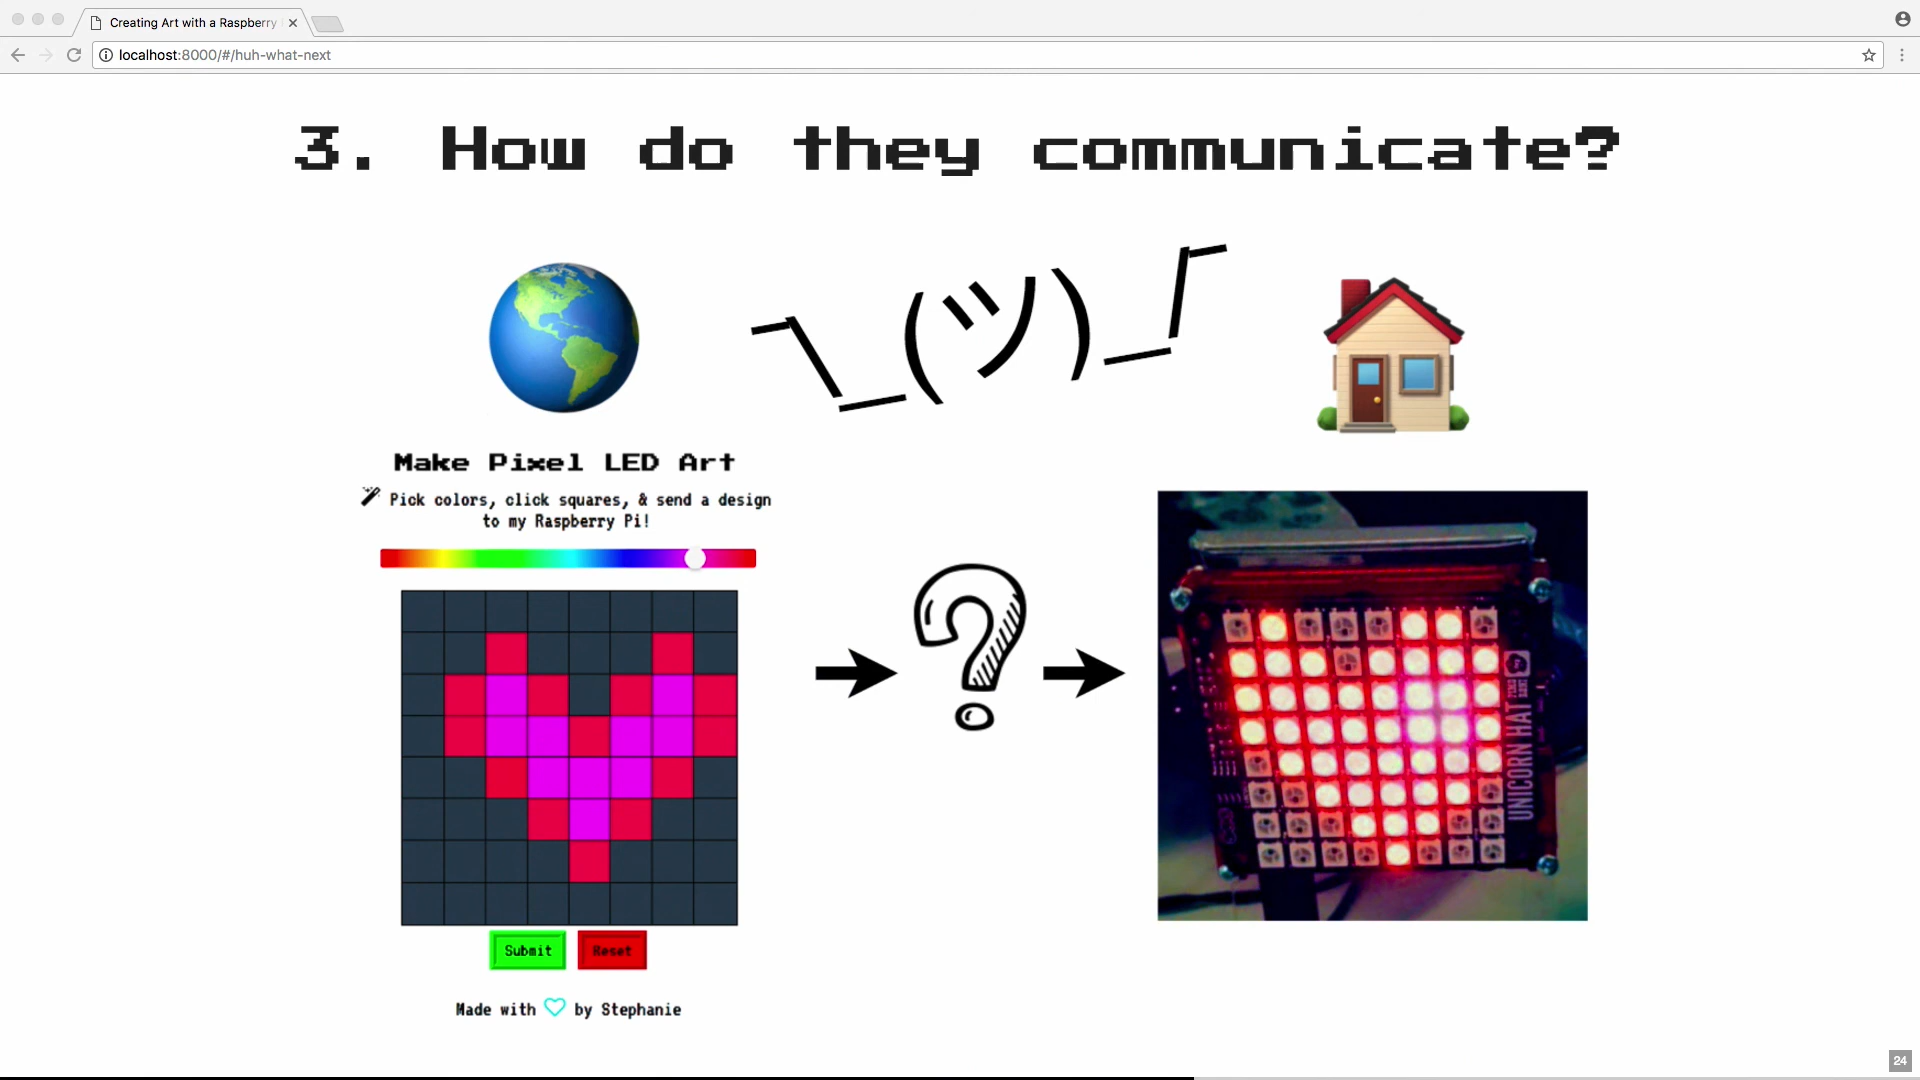 Creating Art with a Raspberry
localhost:8000/#/huh-what-next
3. How do they communicate?
¯\_(ツ)_/¯
Make Pixel LED Art
Pick colors, click squares, & send a design
to my Raspberry Pi!
?
UNICORN HAT
Submit
Reset
Made with
by Stephanie
24